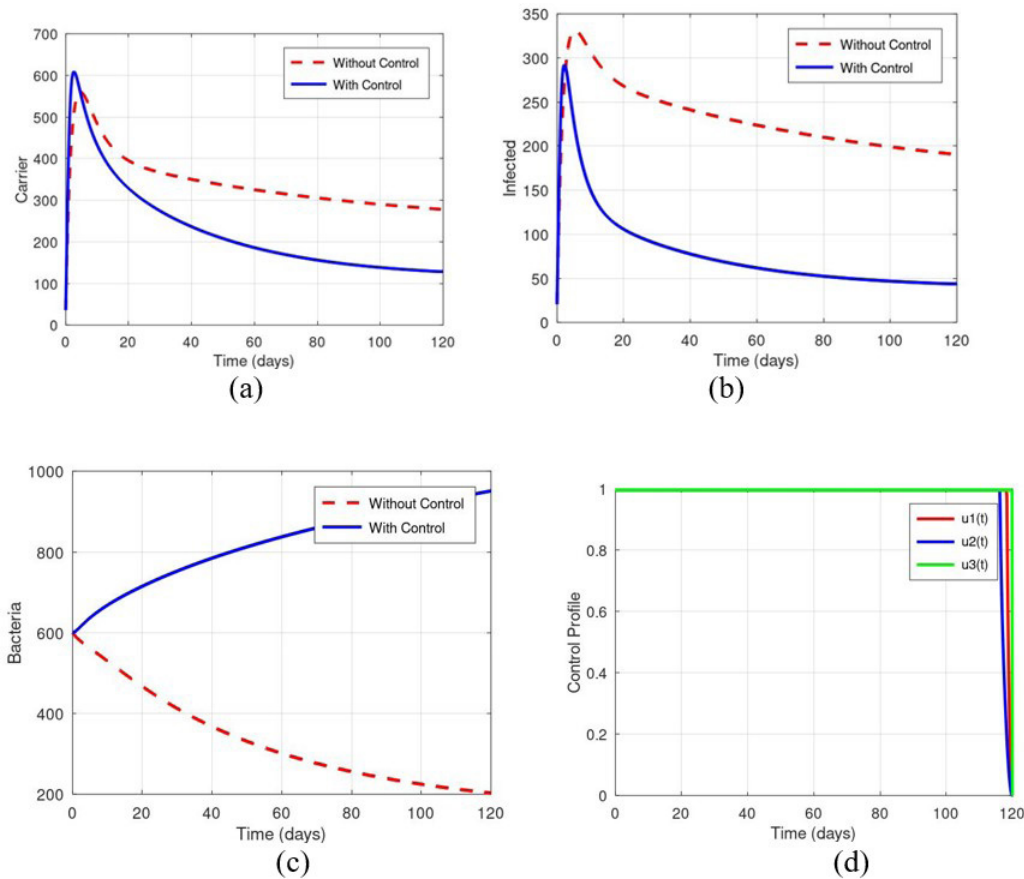 700
600
500
400
300
200
100
0
Carrier
Without Control
With Control
0 20 40 60 80 100 120
Time (days)
(a)
350
300
250
200
150
100
50
0
Infected
Without Control
With Control
0 20 40 60 80 100 120
Time (days)
(b)
1000
800
600
400
200
Bacteria
Without Control
With Control
0 20 40 60 80 100 120
Time (days)
(c)
1
0.8
0.6
0.4
0.2
0
Control Profile
u1(t)
u2(t)
u3(t)
0 20 40 60 80 100 120
Time (days)
(d)